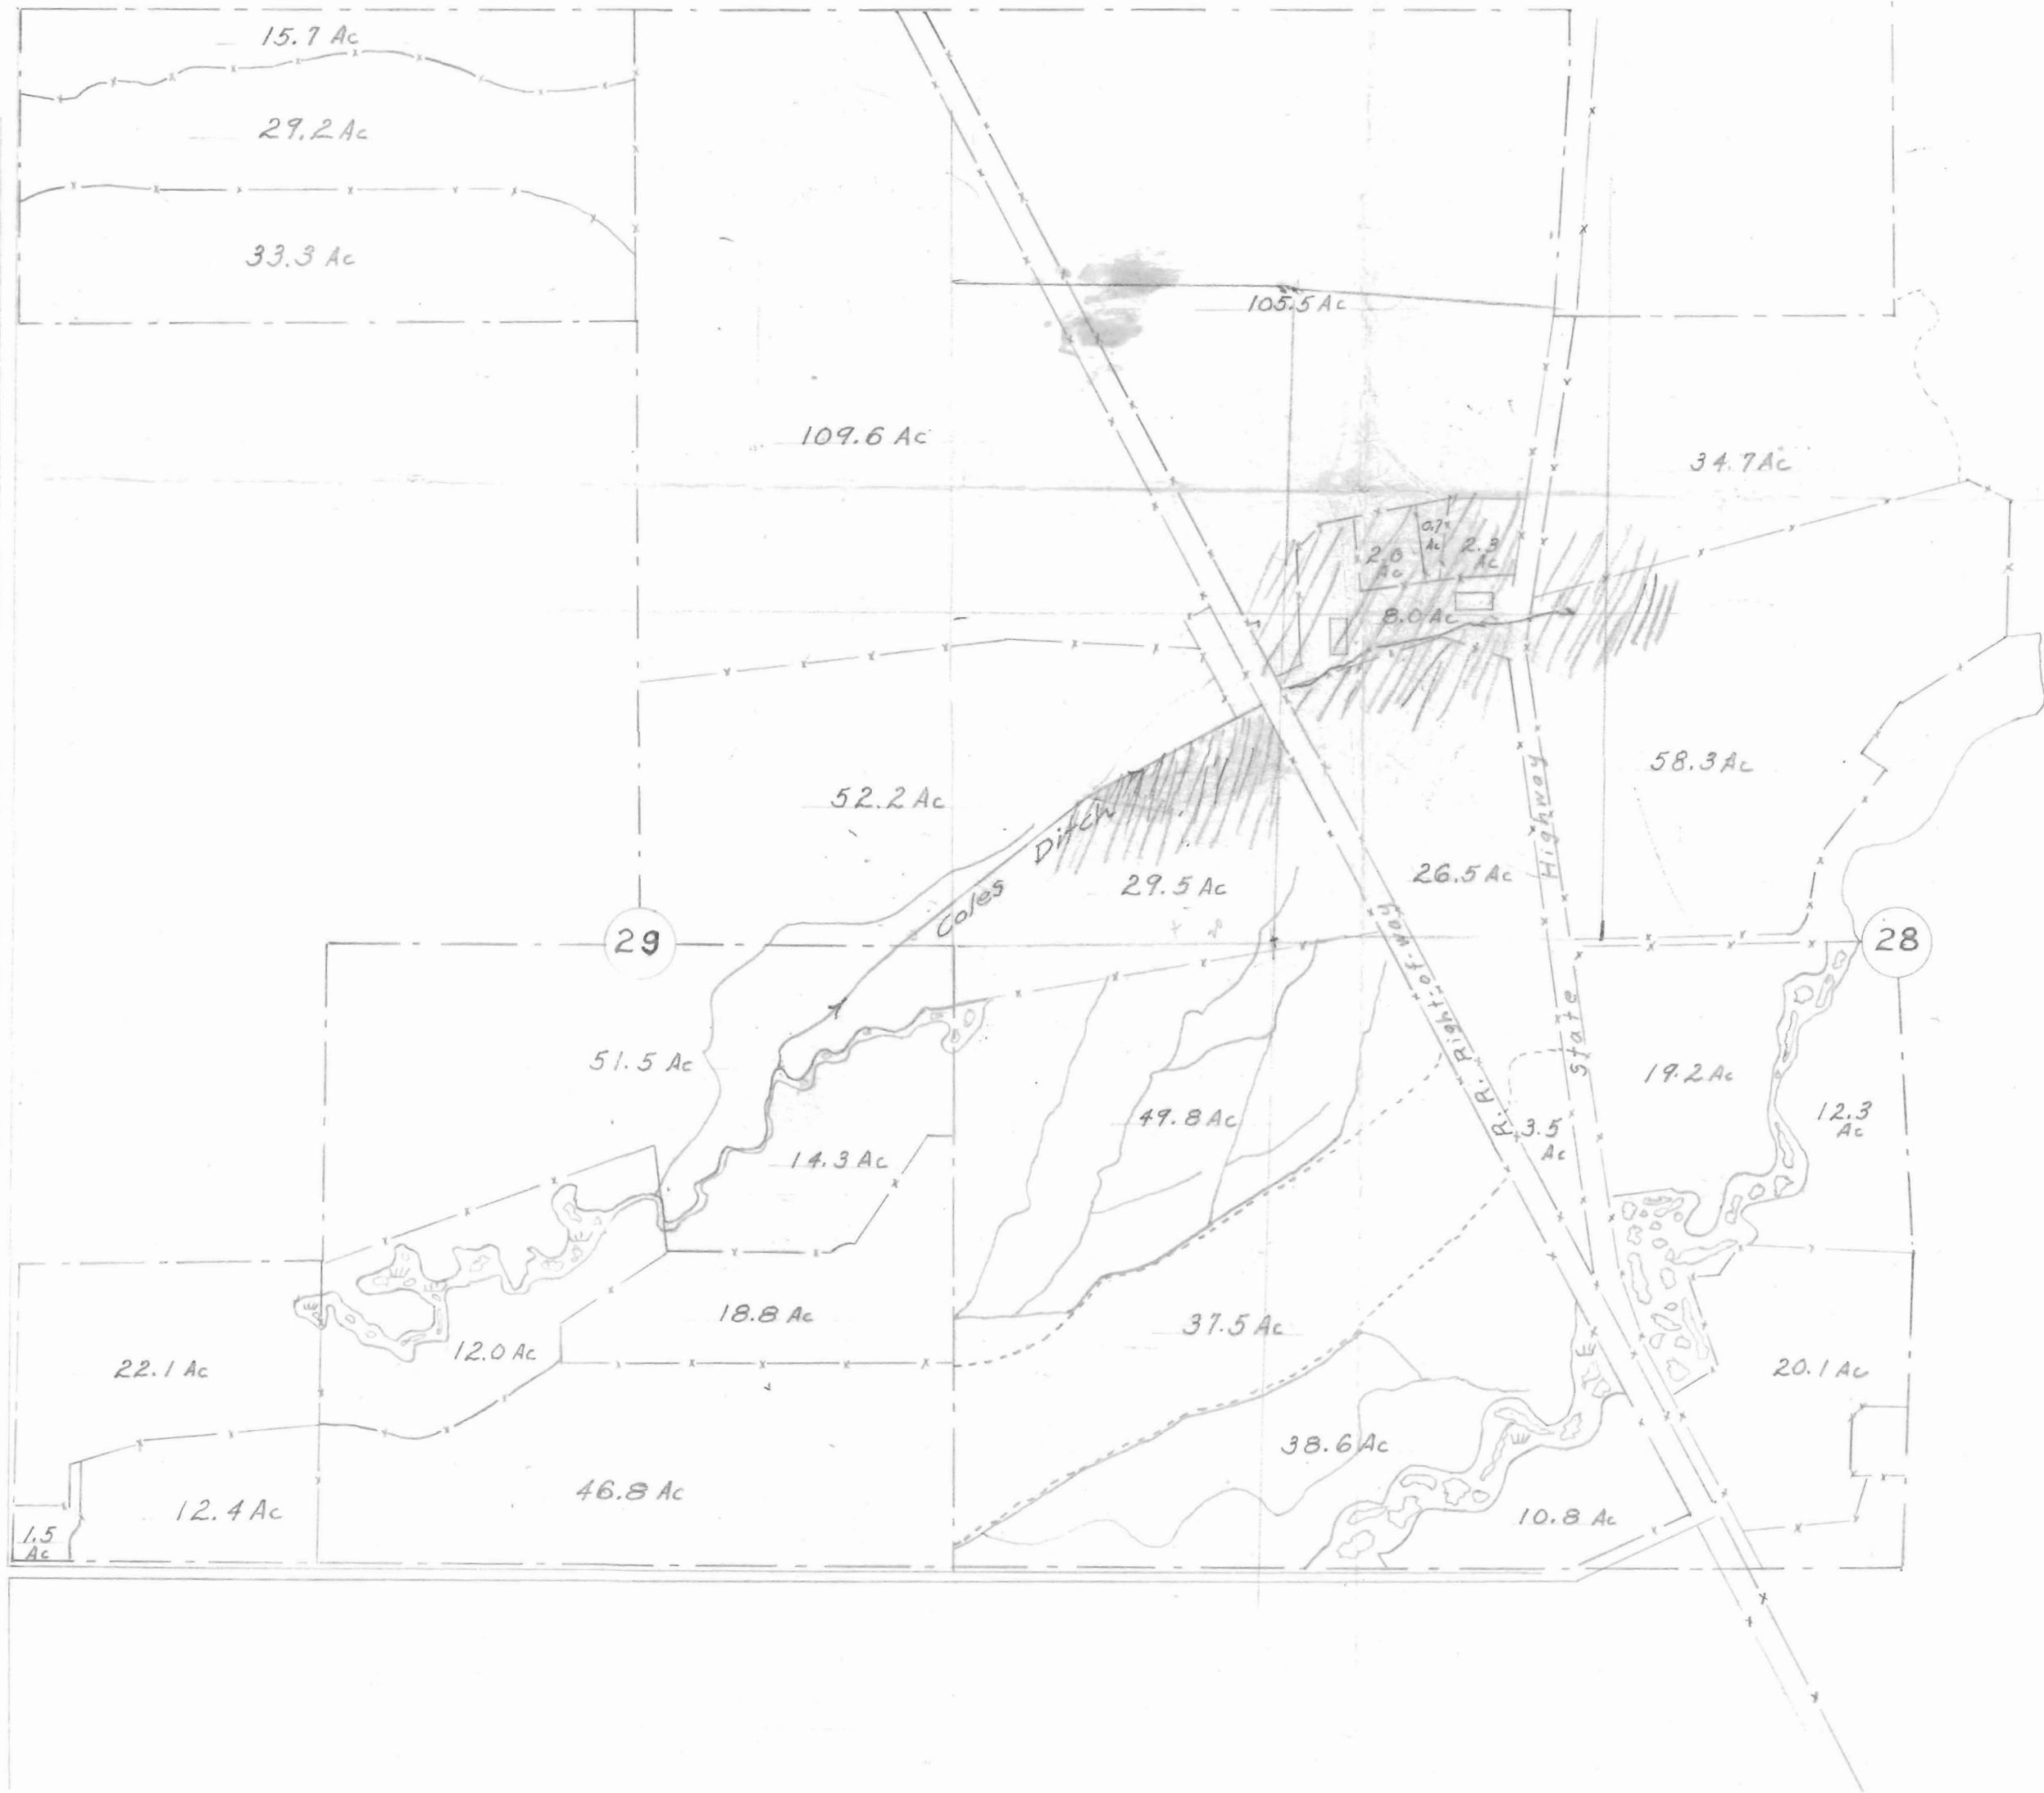 15.7 Ac
29.2 Ac
33.3 Ac
105.5 Ac
109.6 Ac
34.7 Ac
0.7
Ac
2.3
Ac
Ac
8.0 Ac
58.3 Ac
52.2 Ac
Coles Ditch
29.5 Ac
26.5 Ac
State Highway
R. R. Right-of-way
29
28
51.5 Ac
19.2 Ac
12.3
Ac
49.8 Ac
3.5
Ac
14.3 Ac
18.8 Ac
37.5 Ac
12.0 Ac
22.1 Ac
20.1 Ac
38.6 Ac
46.8 Ac
12.4 Ac
10.8 Ac
1.5
Ac